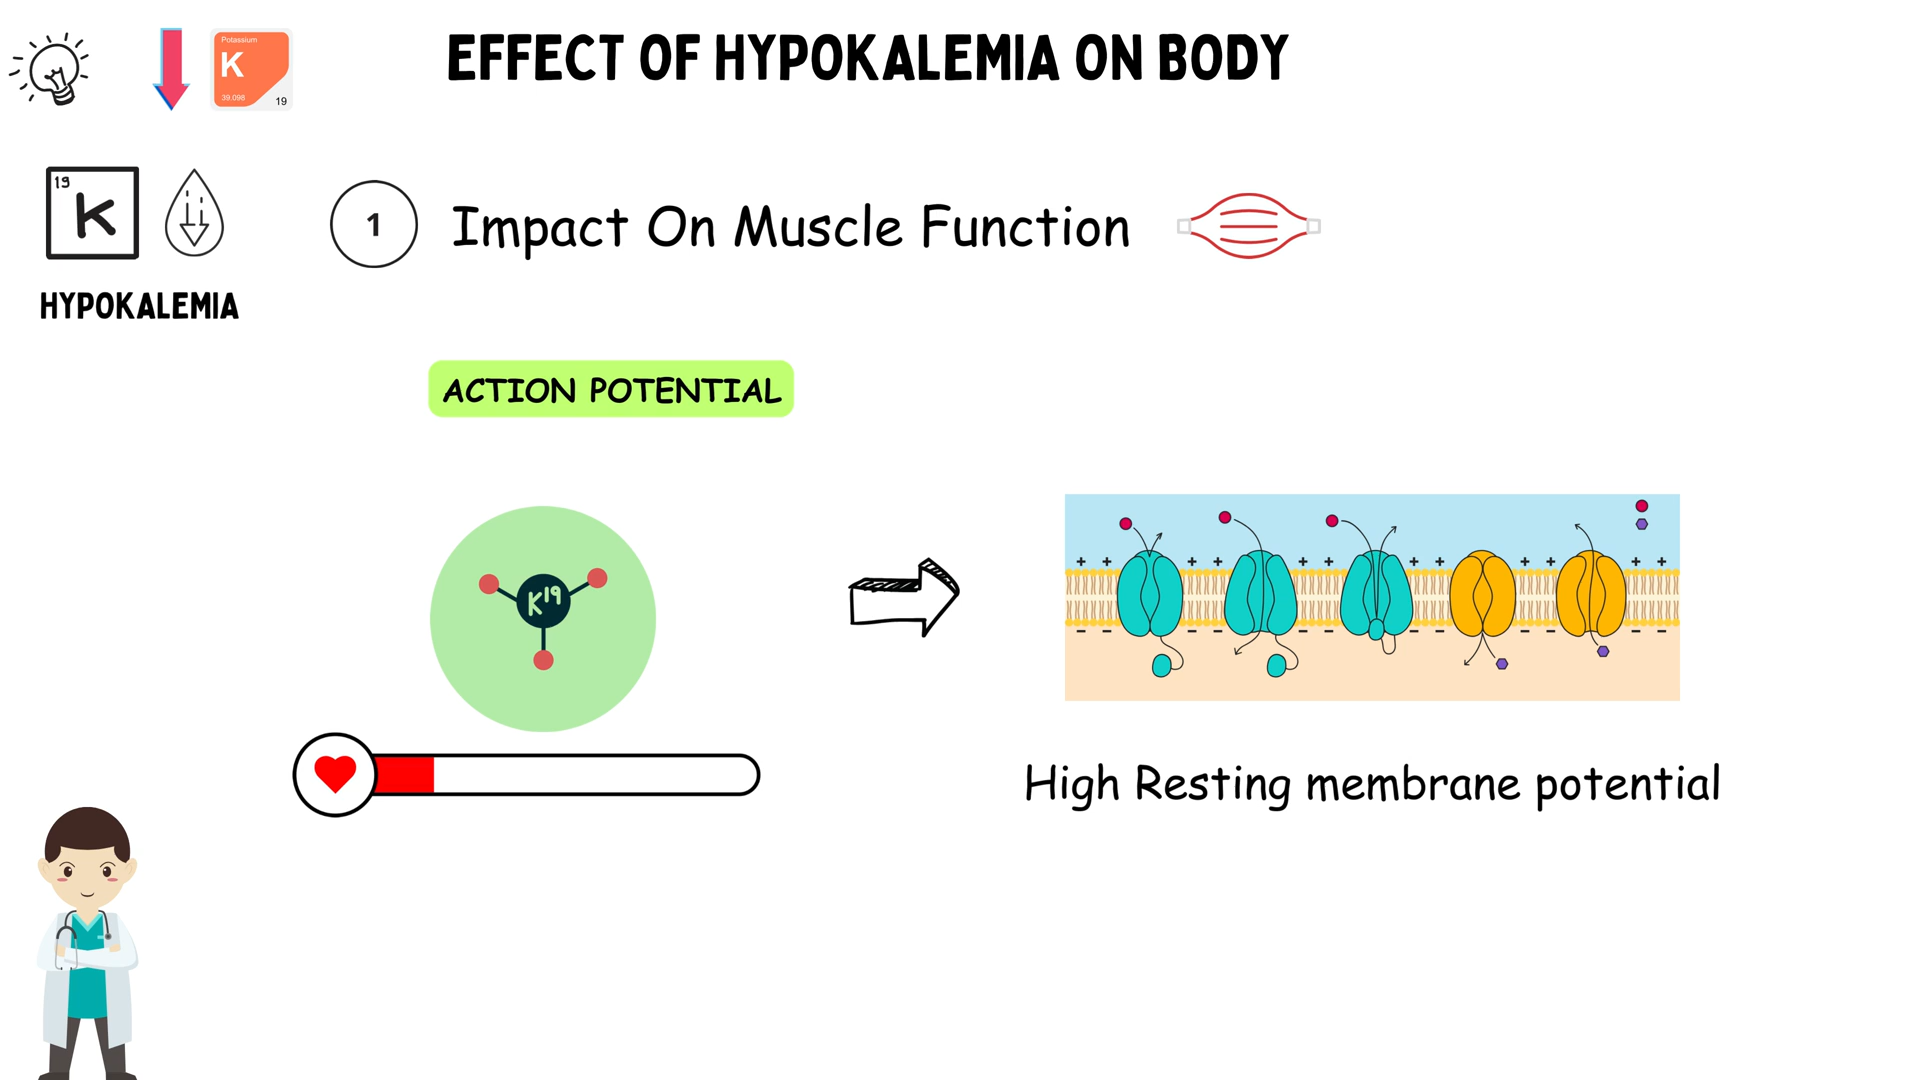 EFFECT OF HYPOKALEMIA ON BODY
Potassium
K
39.098
19
19
K
HYPOKALEMIA
1
Impact On Muscle Function
ACTION POTENTIAL
K19
+ + + + + + + + + +
- - - - - - - - - -
High Resting membrane potential